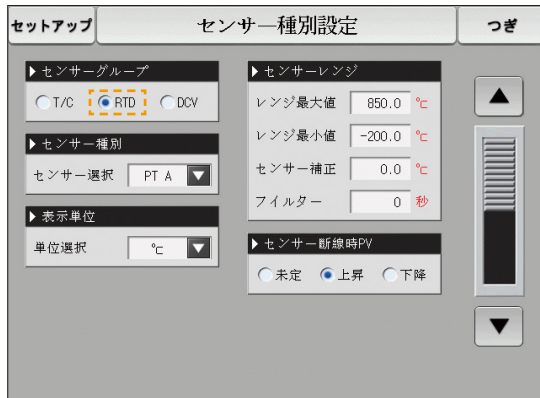 セットアップ
センサー種別設定
つぎ
センサーグループ
T/C RTD DCV
センサー種別
センサー選択 PT A
表示単位
単位選択 ℃
センサーレンジ
レンジ最大値 850.0 ℃
レンジ最小値 -200.0 ℃
センサー補正 0.0 ℃
フイルター 0 秒
センサー断線時PV
未定 上昇 下降